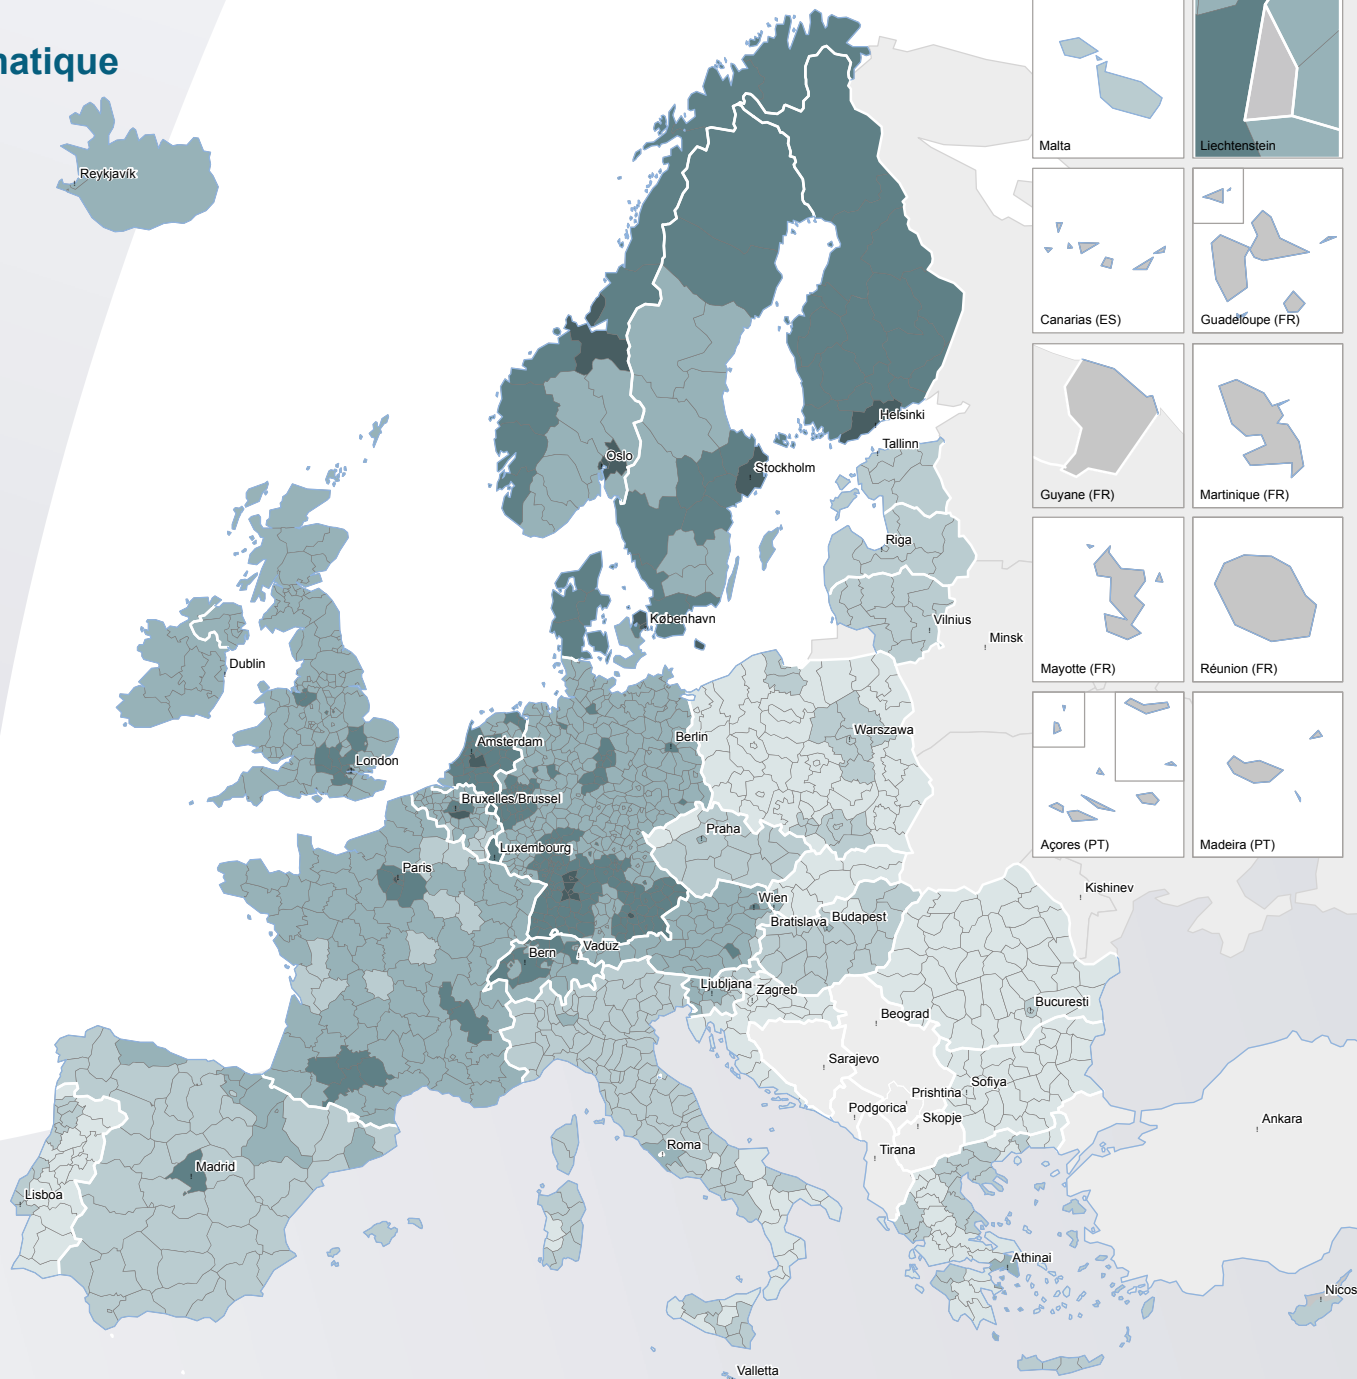 natique
Reykjavík
Malta
Liechtenstein
Canarias (ES)
Guadeloupe (FR)
Guyane (FR)
Martinique (FR)
Mayotte (FR)
Réunion (FR)
Açores (PT)
Madeira (PT)
Helsinki
Tallinn
Oslo
Stockholm
Riga
København
Vilnius
Minsk
Dublin
Berlin
Warszawa
Amsterdam
London
Bruxelles/Brussel
Praha
Luxembourg
Paris
Kishinev
Wien
Bratislava
Budapest
Bern
Vaduz
Ljubljana
Zagreb
Bucuresti
Beograd
Sarajevo
Prishtina
Sofiya
Podgorica
Skopje
Ankara
Tirana
Roma
Madrid
Lisboa
Athinai
Nicos
Valletta